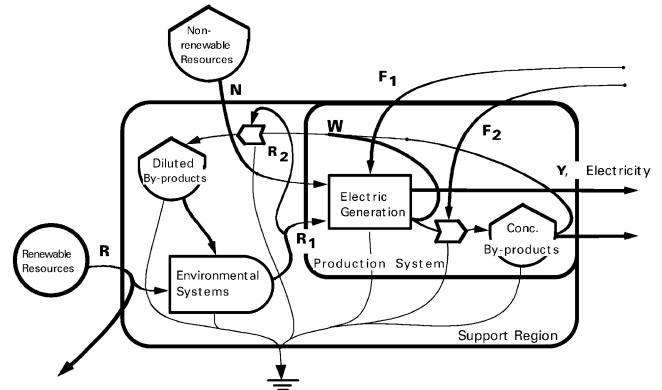 Non-
renewable
Resources
N
F1
F2
W
R2
Diluted
By-products
Y, Electricity
Electric
Generation
R1
Conc.
By-products
Renewable
Resources
R
Environmental
Systems
Production System
Support Region